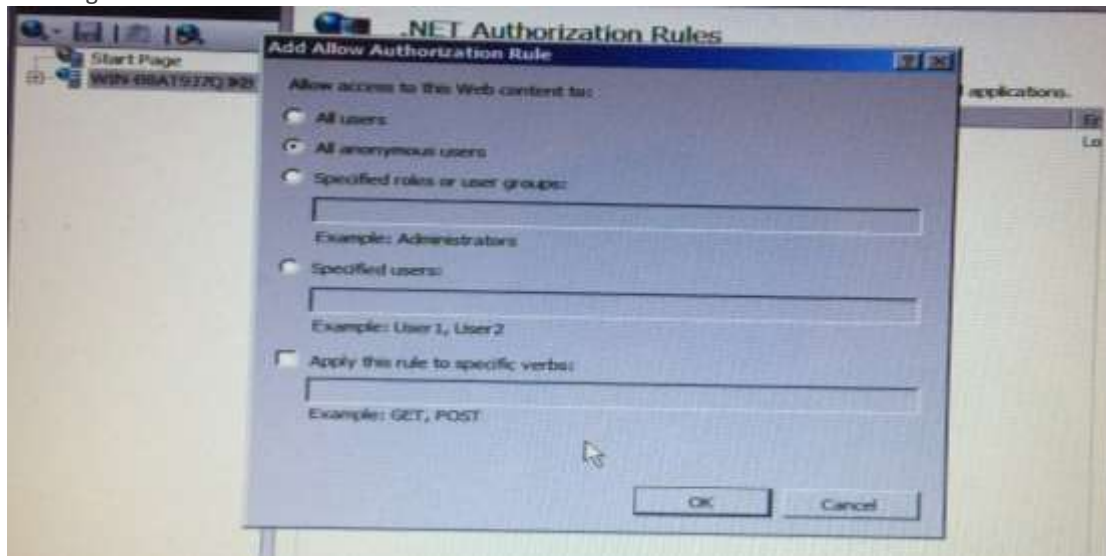 .NET Authorization Rules
Start Page
Add Allow Authorization Rule
Allow access to this Web content to:
applications.
All users
All anonymous users
Specified roles or user groups:
Example: Administrators
Specified users:
Example: User1, User2
Apply this rule to specific verbs:
Example: GET, POST
OK
Cancel